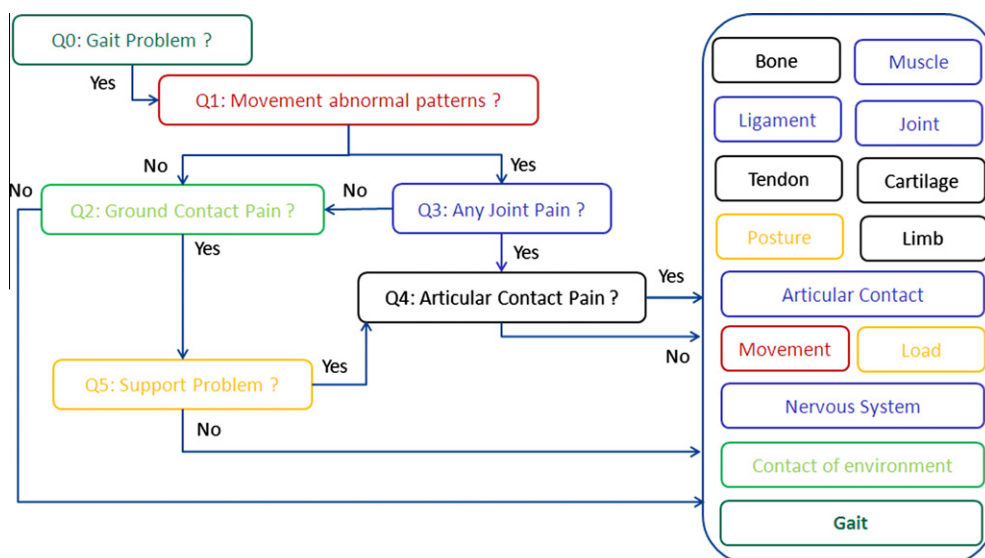 Q0: Gait Problem ?
Yes
Q1: Movement abnormal patterns ?
No
Yes
No
Q2: Ground Contact Pain ?
No
Q3: Any Joint Pain ?
Yes
Yes
Q4: Articular Contact Pain ?
Yes
No
Q5: Support Problem ?
Yes
No
Bone
Muscle
Ligament
Joint
Tendon
Cartilage
Posture
Limb
Articular Contact
Movement
Load
Nervous System
Contact of environment
Gait